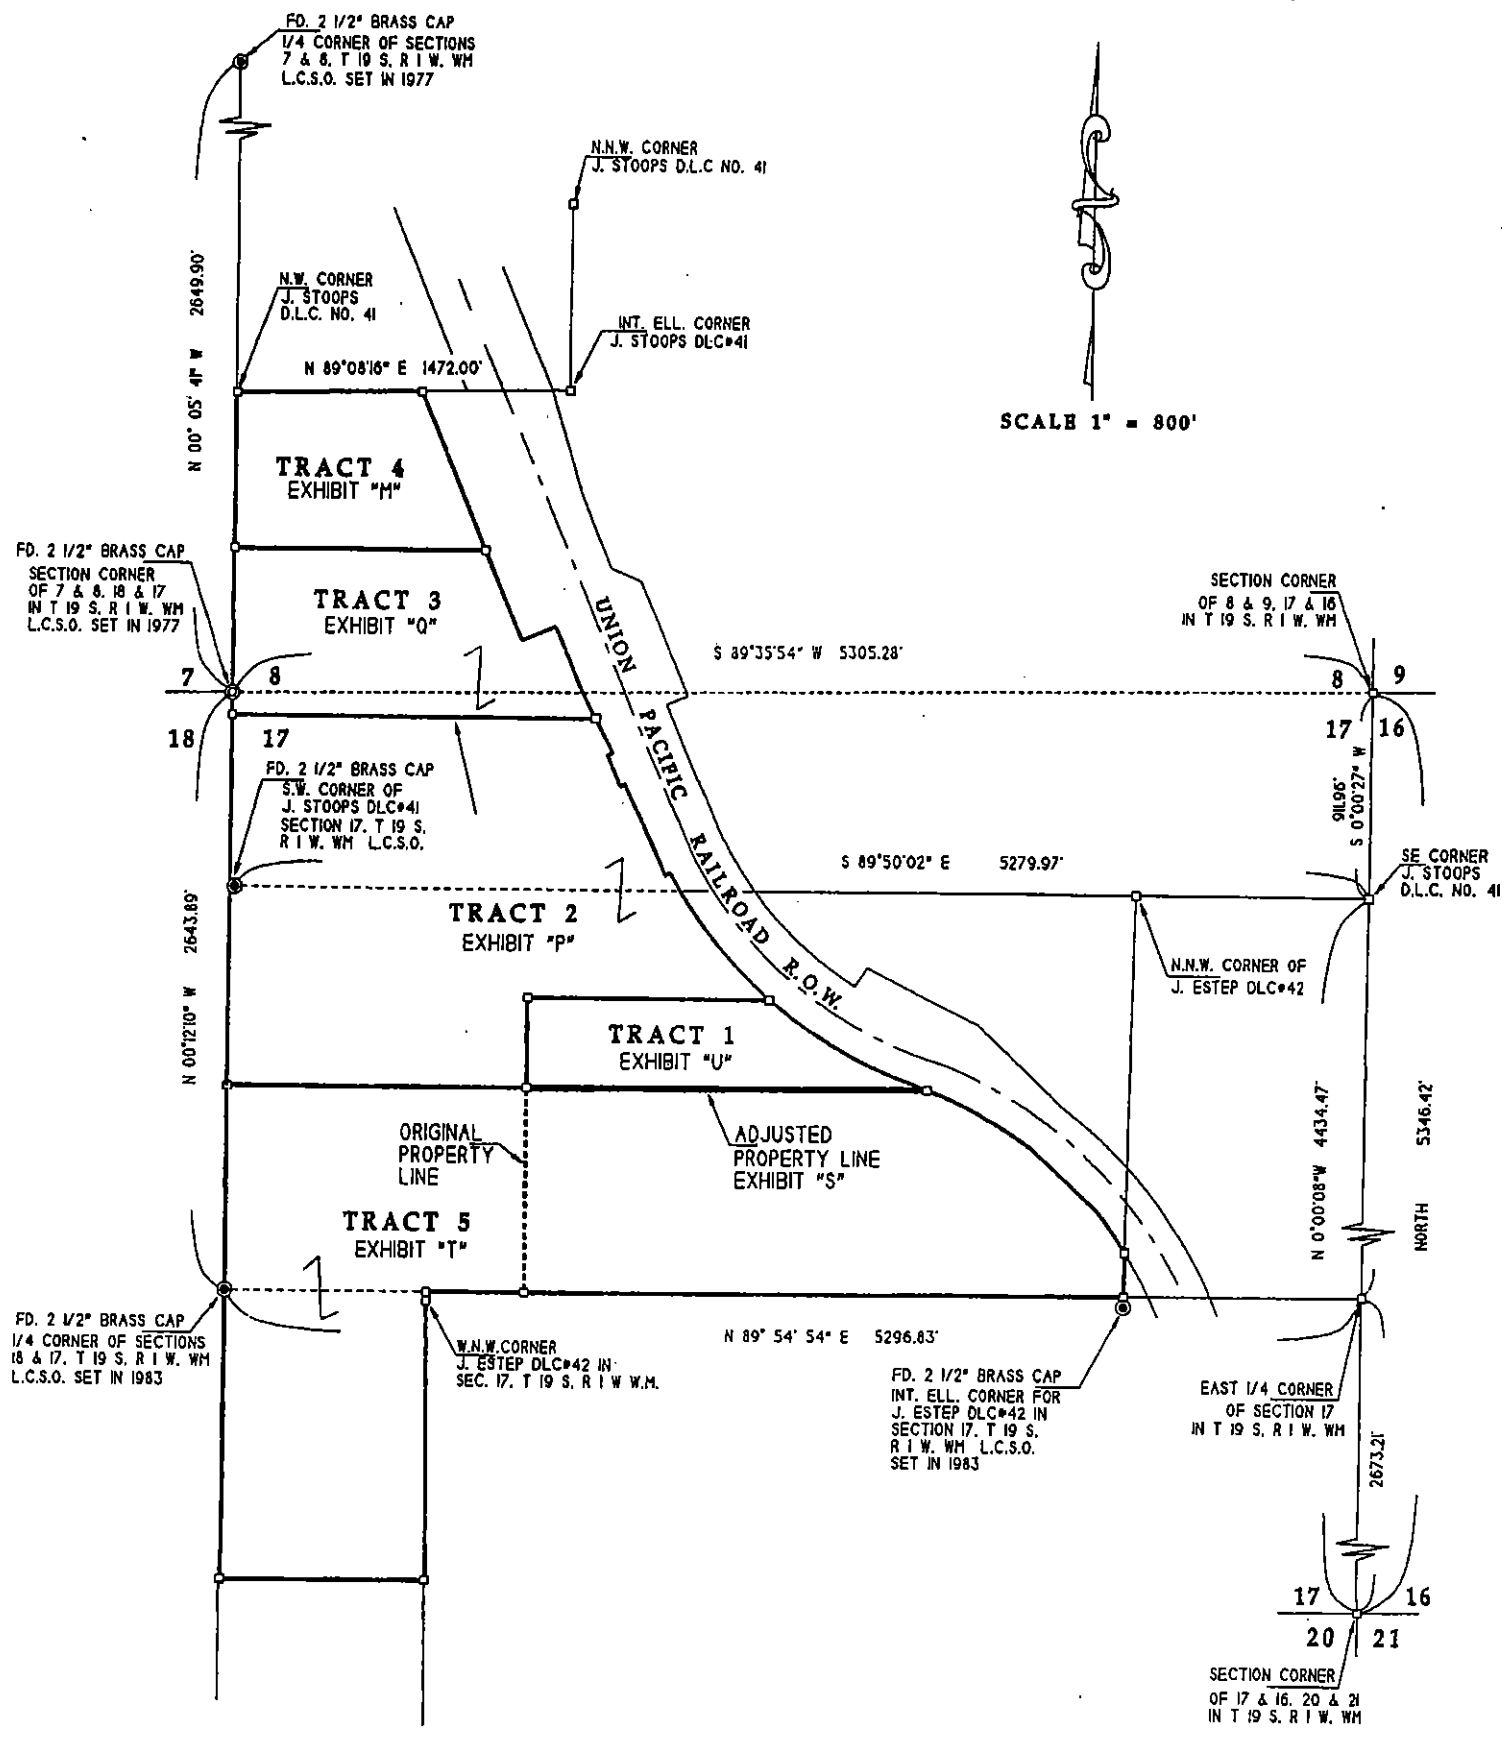 FD. 2 1/2" BRASS CAP
1/4 CORNER OF SECTIONS
7 & 8, T 19 S, R 1 W, WM
L.C.S.O. SET IN 1977
N.N.W. CORNER
J. STOOPS D.L.C NO. 41
N 00° 05' 41" W 2649.90'
N.W. CORNER
J. STOOPS
D.L.C. NO. 41
INT. ELL. CORNER
J. STOOPS DLC#41
N 89°08'16" E 1472.00'
SCALE 1" = 800'
TRACT 4
EXHIBIT "M"
FD. 2 1/2" BRASS CAP
SECTION CORNER
OF 7 & 8, 18 & 17
IN T 19 S, R 1 W, WM
L.C.S.O. SET IN 1977
TRACT 3
EXHIBIT "Q"
SECTION CORNER
OF 8 & 9, 17 & 16
IN T 19 S. R 1 W. WM
S 89°35'54" W 5305.28'
7 8
18 17
8 9
17 16
UNION PACIFIC RAILROAD R.O.W.
FD. 2 1/2" BRASS CAP
S.W. CORNER OF
J. STOOPS DLC#41
SECTION 17, T 19 S,
R 1 W. WM L.C.S.O.
911.96'
S 0°00'27" W
S 89°50'02" E 5279.97'
SE CORNER
J. STOOPS
D.L.C. NO. 41
TRACT 2
EXHIBIT "P"
N 00°12'10" W 2643.89'
N.N.W. CORNER OF
J. ESTEP DLC#42
TRACT 1
EXHIBIT "U"
ORIGINAL
PROPERTY
LINE
ADJUSTED
PROPERTY LINE
EXHIBIT "S"
N 0°00'08"W 4434.47'
NORTH 5346.42'
TRACT 5
EXHIBIT "T"
FD. 2 1/2" BRASS CAP
1/4 CORNER OF SECTIONS
18 & 17, T 19 S, R 1 W. WM
L.C.S.O. SET IN 1983
W.N.W.CORNER
J. ESTEP DLC#42 IN
SEC. 17, T 19 S, R 1 W W.M.
N 89° 54' 54" E 5296.83'
FD. 2 1/2" BRASS CAP
INT. ELL. CORNER FOR
J. ESTEP DLC#42 IN
SECTION 17, T 19 S,
R 1 W. WM L.C.S.O.
SET IN 1983
EAST 1/4 CORNER
OF SECTION 17
IN T 19 S, R 1 W. WM
2673.21'
17 16
20 21
SECTION CORNER
OF 17 & 16, 20 & 21
IN T 19 S. R 1 W. WM